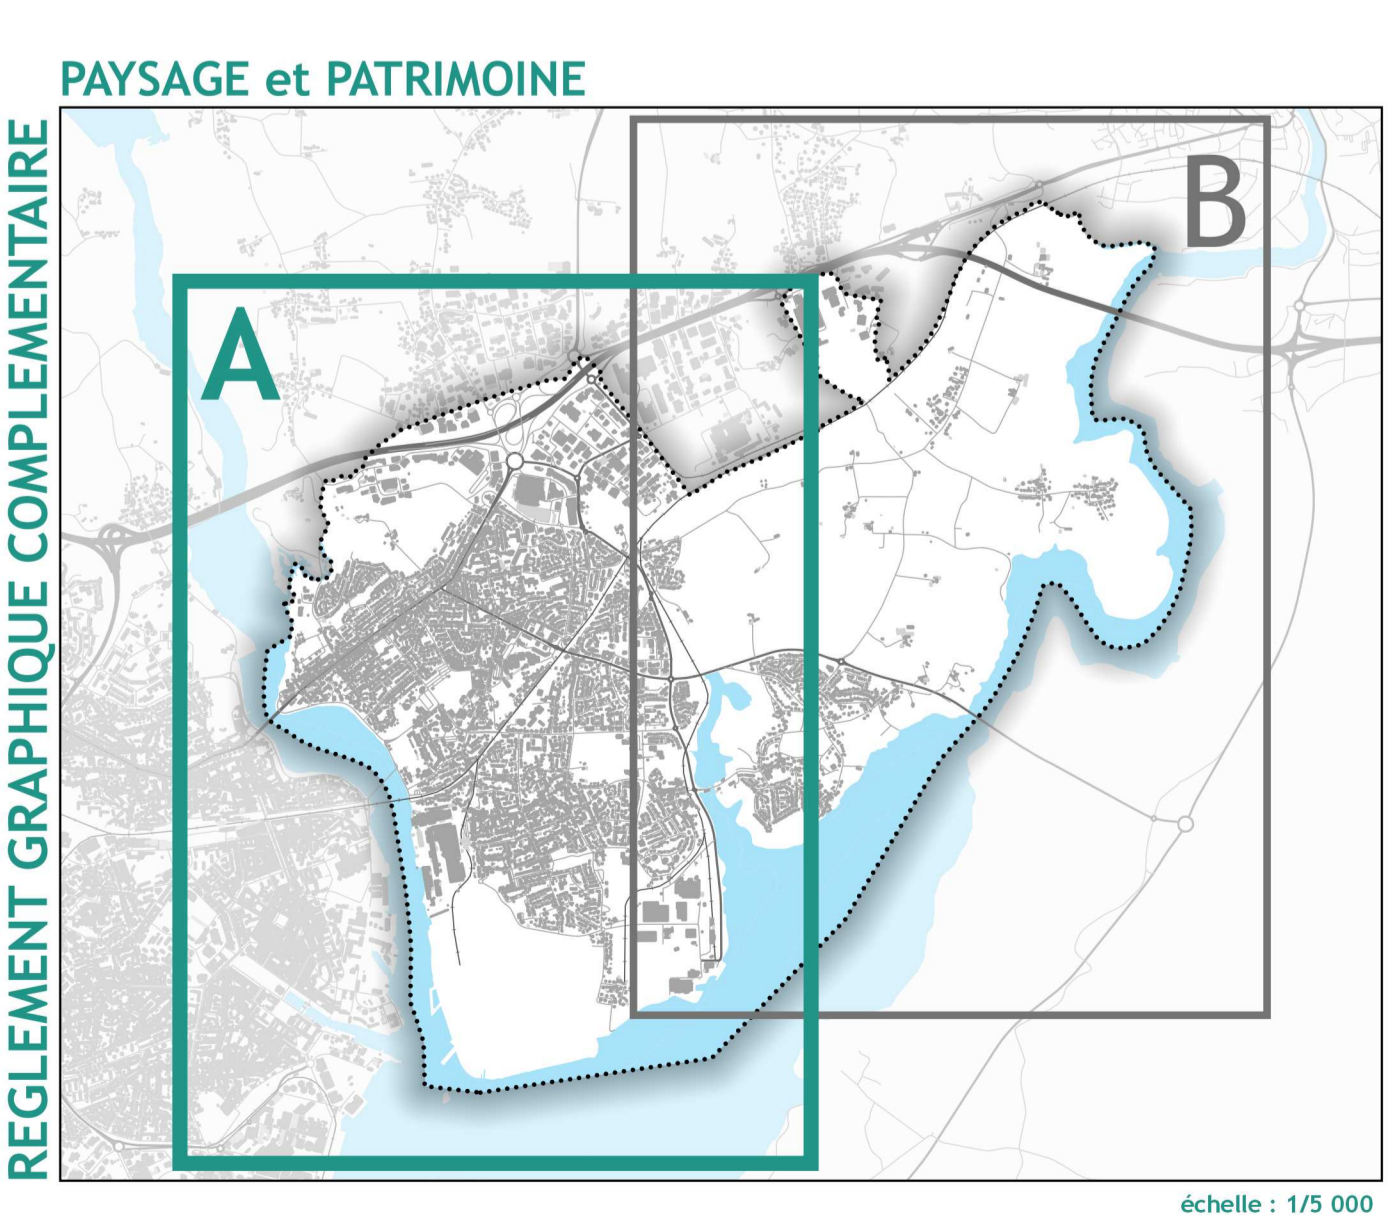 PAYSAGE et PATRIMOINE
REGLEMENT GRAPHIQUE COMPLEMENTAIRE
A
B
échelle : 1/5 000